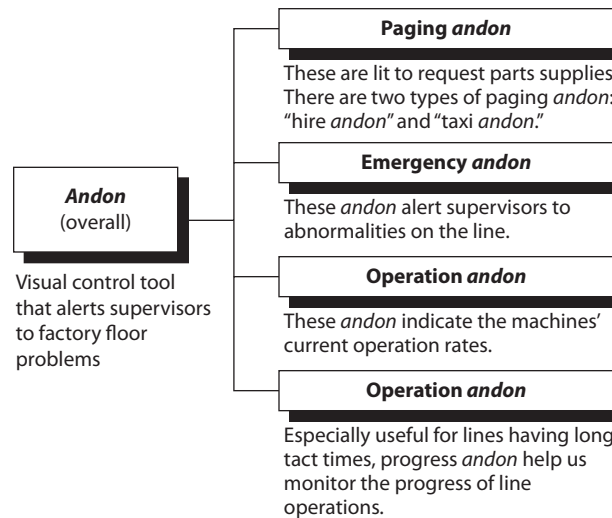 Paging andon
These are lit to request parts supplies.
There are two types of paging andon:
“hire andon” and “taxi andon.”
Emergency andon
These andon alert supervisors to
abnormalities on the line.
Andon
(overall)
Visual control tool
that alerts supervisors
to factory floor
problems
Operation andon
These andon indicate the machines’
current operation rates.
Operation andon
Especially useful for lines having long
tact times, progress andon help us
monitor the progress of line
operations.